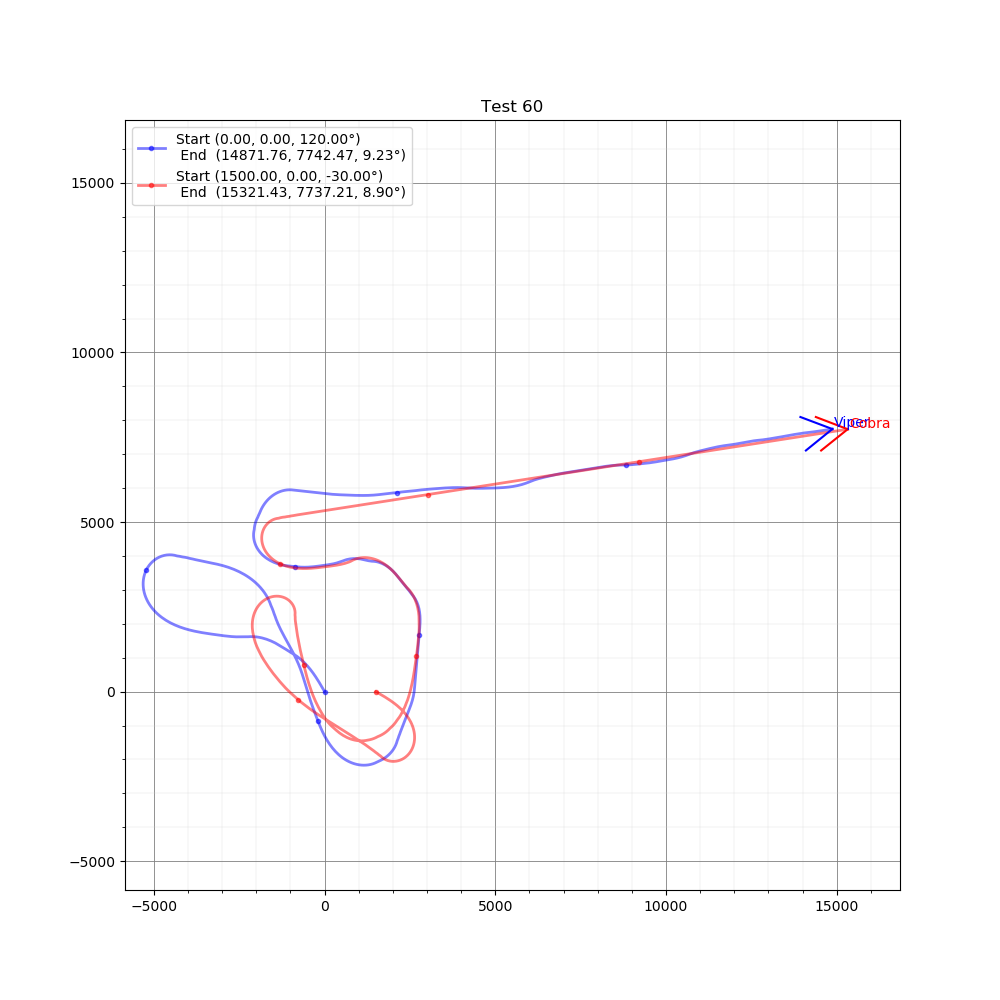 Test 60
Start (0.00, 0.00, 120.00°)
End  (14871.76, 7742.47, 9.23°)
Start (1500.00, 0.00, -30.00°)
End  (15321.43, 7737.21, 8.90°)
15000
10000
5000
0
−5000
Viper
Cobra
−5000
0
5000
10000
15000